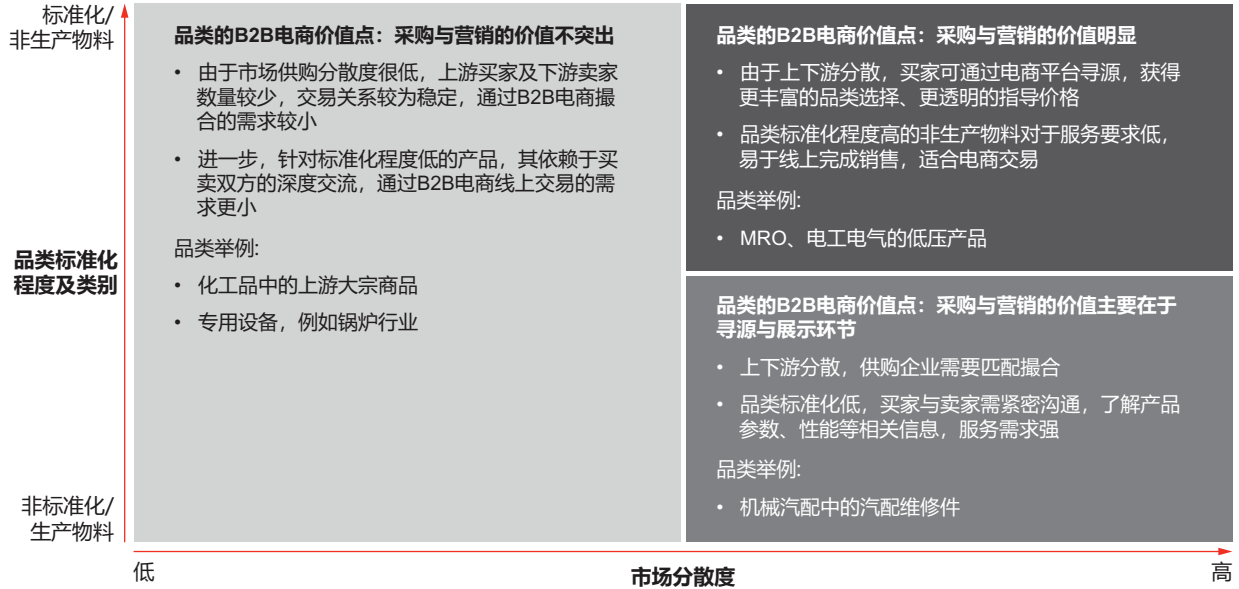 标准化/
非生产物料
品类的B2B电商价值点：采购与营销的价值不突出
• 由于市场供购分散度很低，上游买家及下游卖家
数量较少，交易关系较为稳定，通过B2B电商撮
合的需求较小
• 进一步，针对标准化程度低的产品，其依赖于买
卖双方的深度交流，通过B2B电商线上交易的需
求更小
品类举例:
• 化工品中的上游大宗商品
• 专用设备，例如锅炉行业
品类的B2B电商价值点：采购与营销的价值明显
• 由于上下游分散，买家可通过电商平台寻源，获得
更丰富的品类选择、更透明的指导价格
• 品类标准化程度高的非生产物料对于服务要求低，
易于线上完成销售，适合电商交易
品类举例:
• MRO、电工电气的低压产品
品类标准化
程度及类别
品类的B2B电商价值点：采购与营销的价值主要在于
寻源与展示环节
• 上下游分散，供购企业需要匹配撮合
• 品类标准化低，买家与卖家需紧密沟通，了解产品
参数、性能等相关信息，服务需求强
品类举例:
• 机械汽配中的汽配维修件
非标准化/
生产物料
低
市场分散度
高